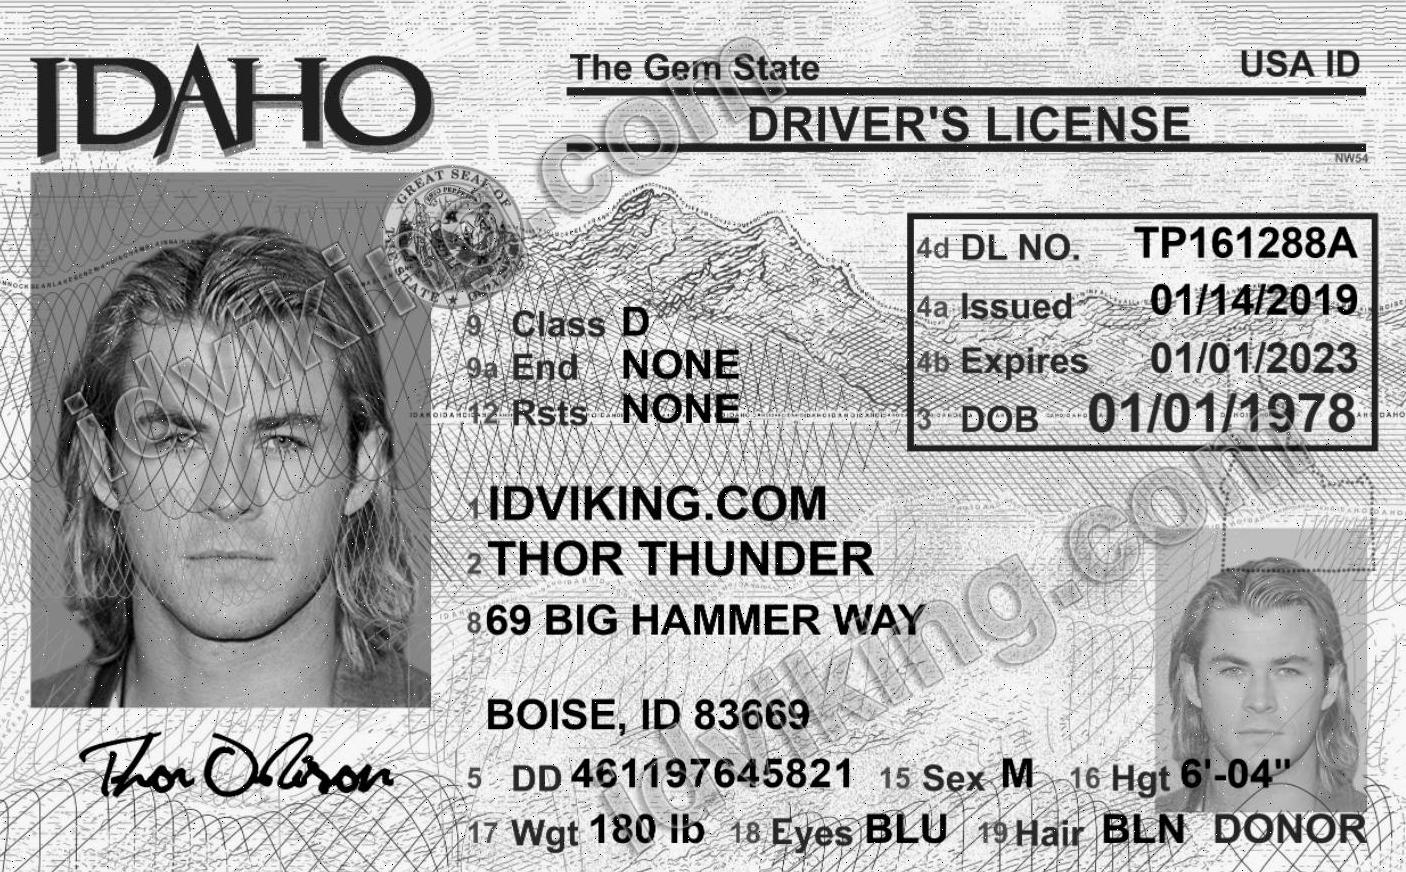 IDAHO
The Gem State
USA ID
DRIVER'S LICENSE
NW54
GREAT SEAL OF THE STATE
4d DL NO. TP161288A
4a Issued 01/14/2019
4b Expires 01/01/2023
3 DOB 01/01/1978
9 Class D
9a End NONE
12 Rsts NONE
1 IDVIKING.COM
2 THOR THUNDER
8 69 BIG HAMMER WAY
BOISE, ID 83669
5 DD 461197645821 15 Sex M 16 Hgt 6'-04"
17 Wgt 180 lb 18 Eyes BLU 19 Hair BLN DONOR
Thor Odinson
idviking.com
idviking.com